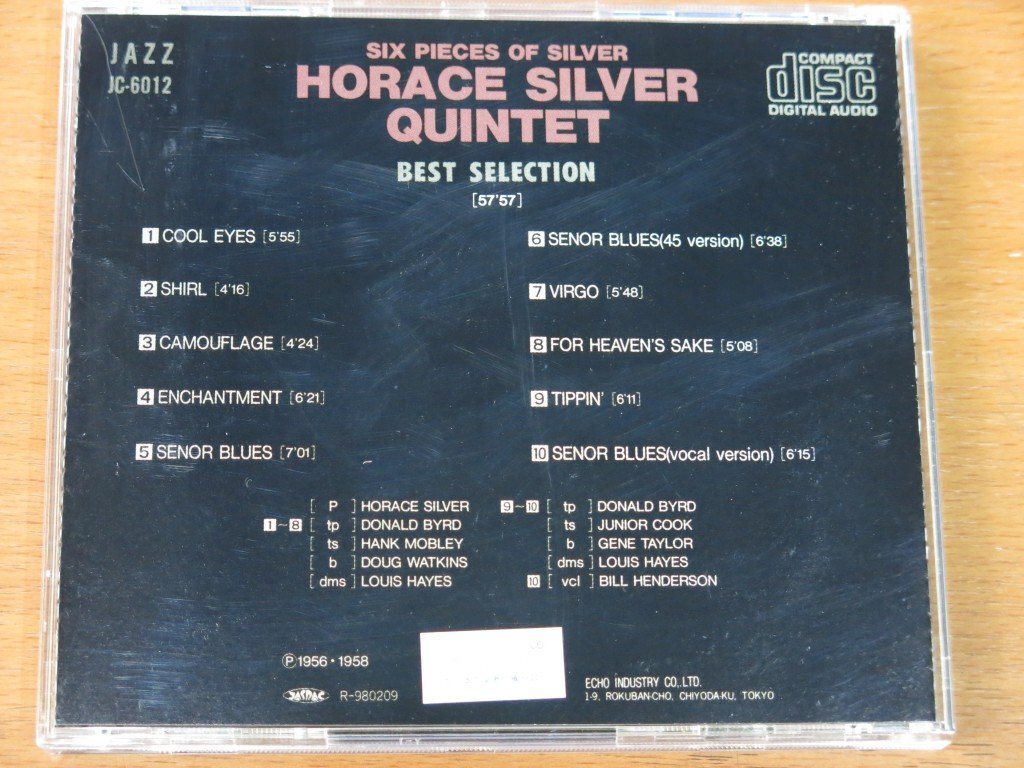 JAZZ
JC-6012
SIX PIECES OF SILVER
HORACE SILVER
QUINTET
BEST SELECTION
[57'57]
COMPACT
disc
DIGITAL AUDIO
1 COOL EYES [5'55]
2 SHIRL [4'16]
3 CAMOUFLAGE [4'24]
4 ENCHANTMENT [6'21]
5 SENOR BLUES [7'01]
6 SENOR BLUES(45 version) [6'38]
7 VIRGO [5'48]
8 FOR HEAVEN'S SAKE [5'08]
9 TIPPIN' [6'11]
10 SENOR BLUES(vocal version) [6'15]
[ P ] HORACE SILVER
1~8 [ tp ] DONALD BYRD
[ ts ] HANK MOBLEY
[ b ] DOUG WATKINS
[ dms ] LOUIS HAYES
9~10 [ tp ] DONALD BYRD
[ ts ] JUNIOR COOK
[ b ] GENE TAYLOR
[ dms ] LOUIS HAYES
10 [ vcl ] BILL HENDERSON
Ⓟ1956・1958
JASRAC R-980209
ECHO INDUSTRY CO.,LTD.
1-9, ROKUBAN-CHO, CHIYODA-KU, TOKYO